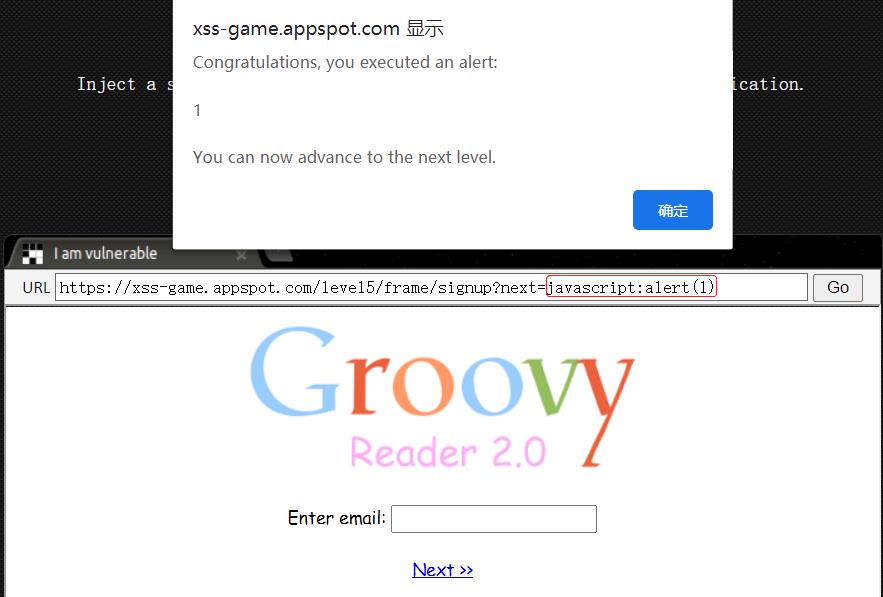 xss-game.appspot.com 显示
Congratulations, you executed an alert:
Inject a s
ication.
1
You can now advance to the next level.
确定
I am vulnerable
URL https://xss-game.appspot.com/level5/frame/signup?next=javascript:alert(1) Go
Groovy
Reader 2.0
Enter email:
Next >>